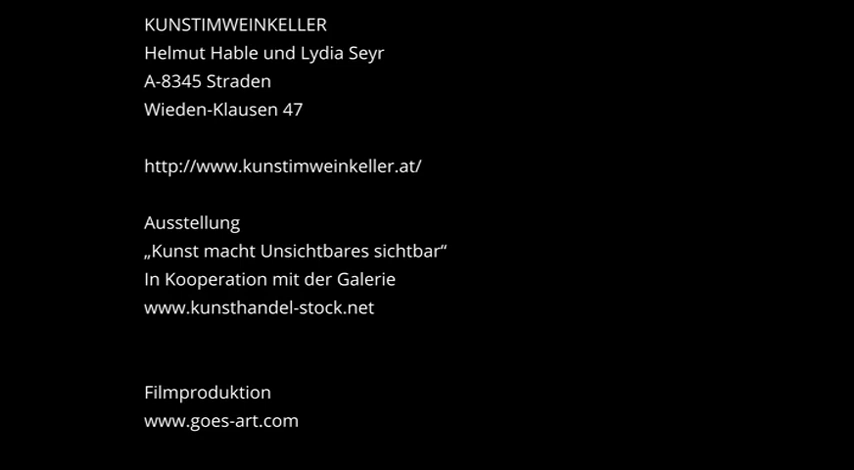 KUNSTIMWEINKELLER
Helmut Hable und Lydia Seyr
A-8345 Straden
Wieden-Klausen 47
http://www.kunstimweinkeller.at/
Ausstellung
„Kunst macht Unsichtbares sichtbar“
In Kooperation mit der Galerie
www.kunsthandel-stock.net
Filmproduktion
www.goes-art.com